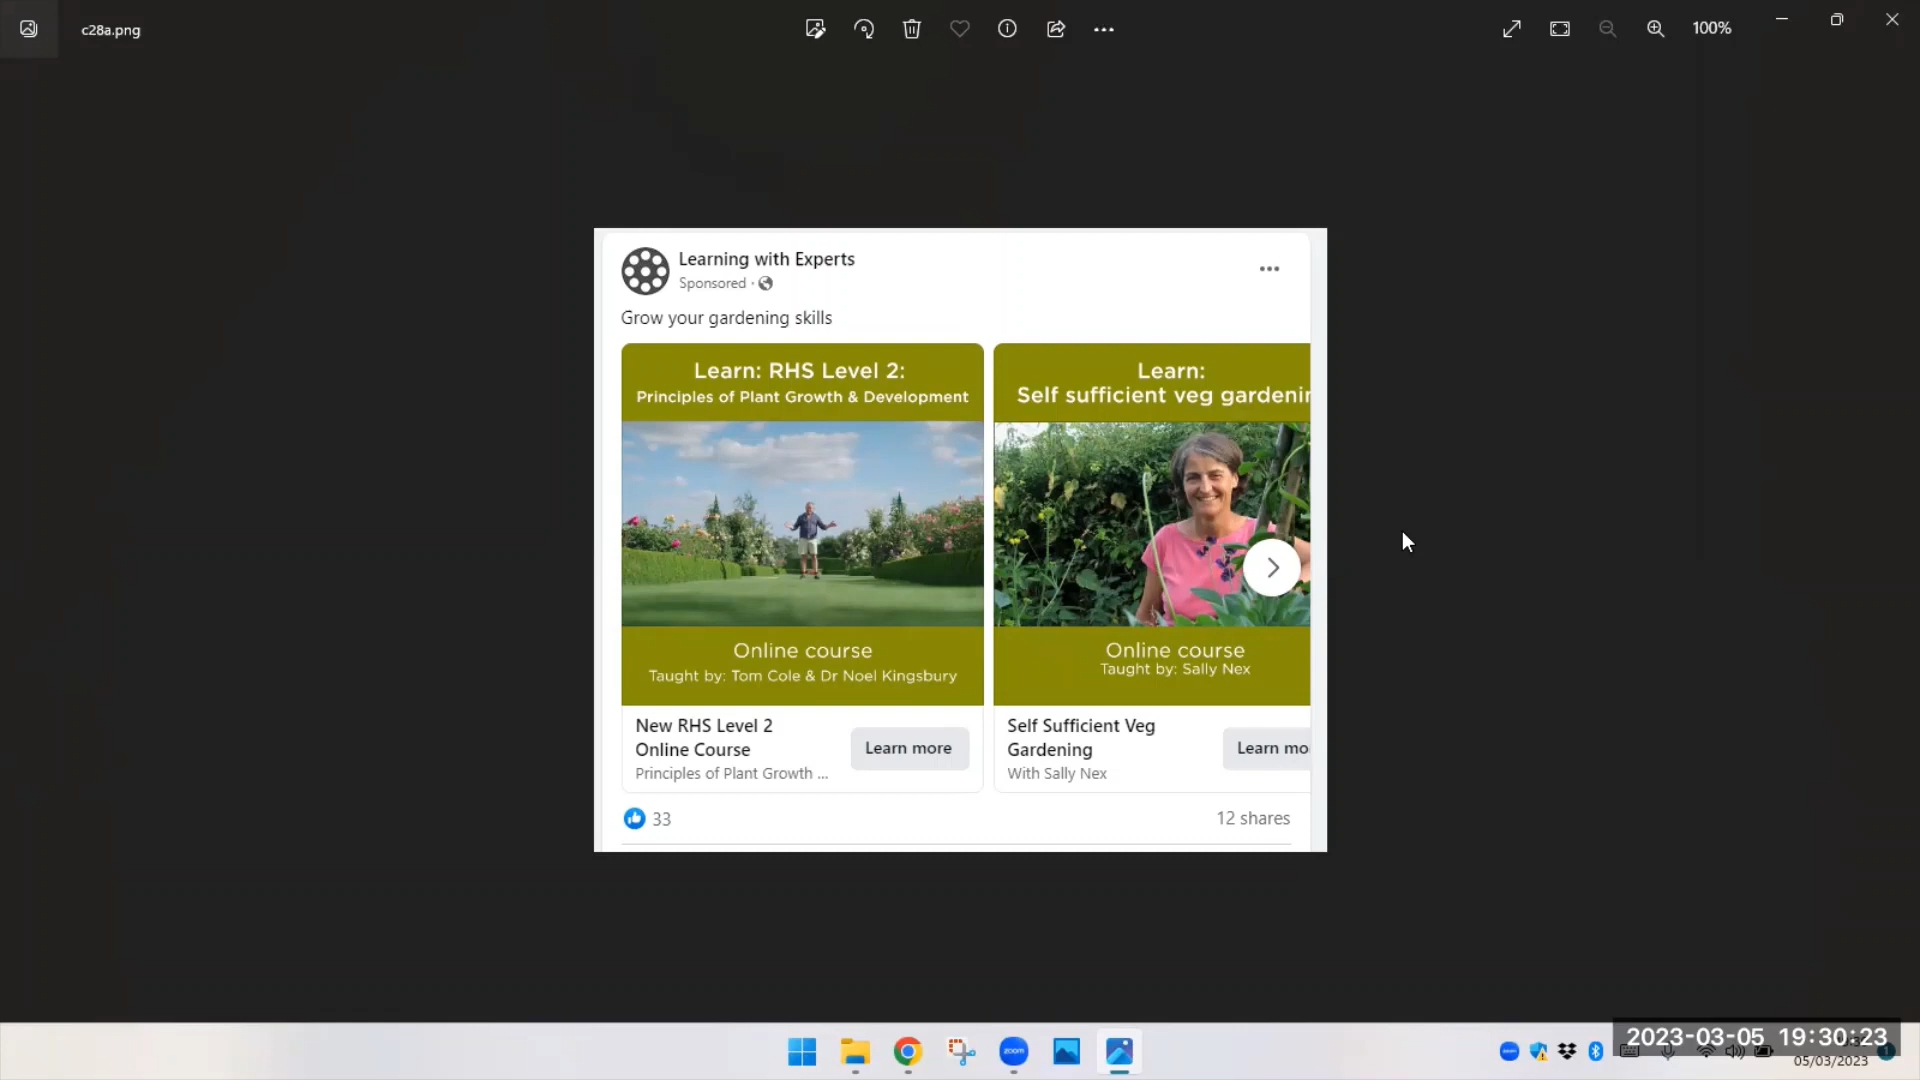 c28a.png
100%
Learning with Experts
Sponsored ·
Grow your gardening skills
Learn: RHS Level 2:
Principles of Plant Growth & Development
Online course
Taught by: Tom Cole & Dr Noel Kingsbury
New RHS Level 2
Online Course
Principles of Plant Growth ...
Learn more
Learn:
Self sufficient veg gardenin
Online course
Taught by: Sally Nex
Self Sufficient Veg
Gardening
With Sally Nex
Learn mo
33
12 shares
zoom
2023-03-05 19:30:23
05/03/2023